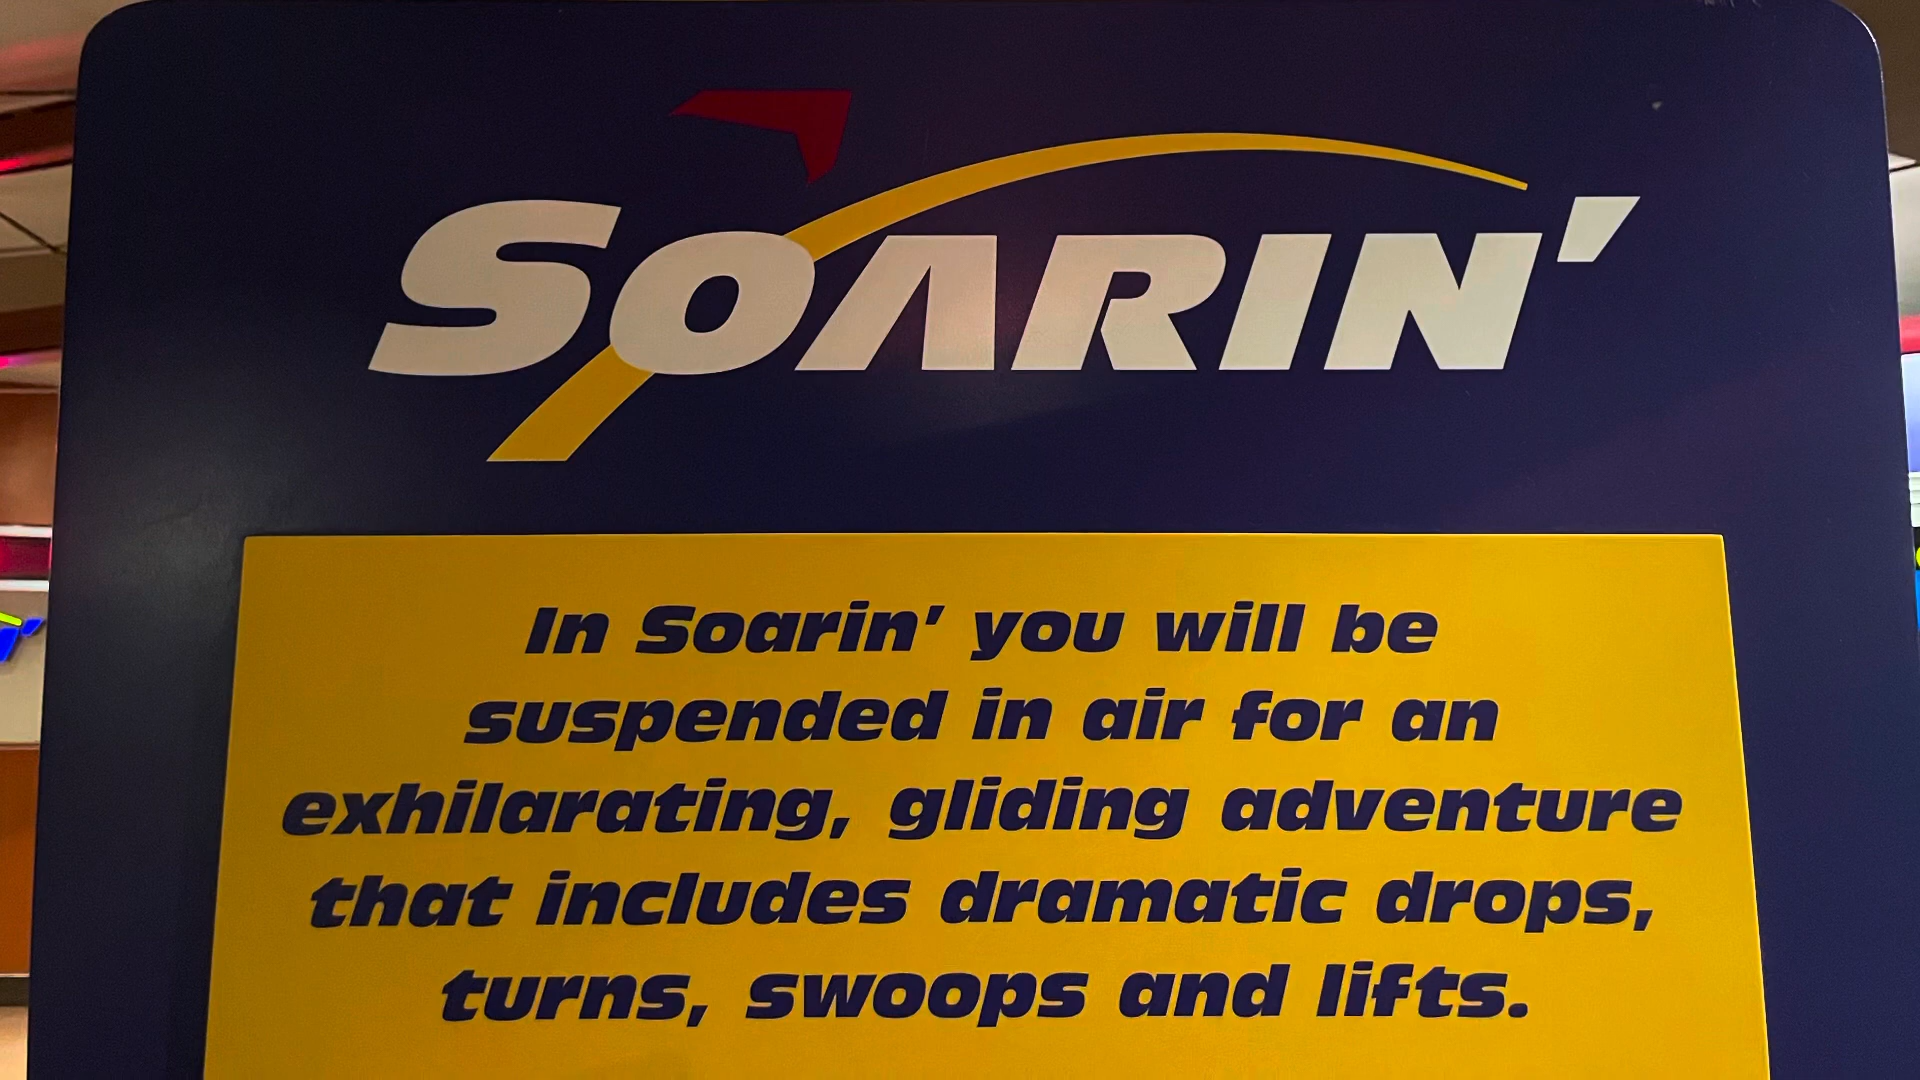 SOARIN'
In Soarin' you will be
suspended in air for an
exhilarating, gliding adventure
that includes dramatic drops,
turns, swoops and lifts.